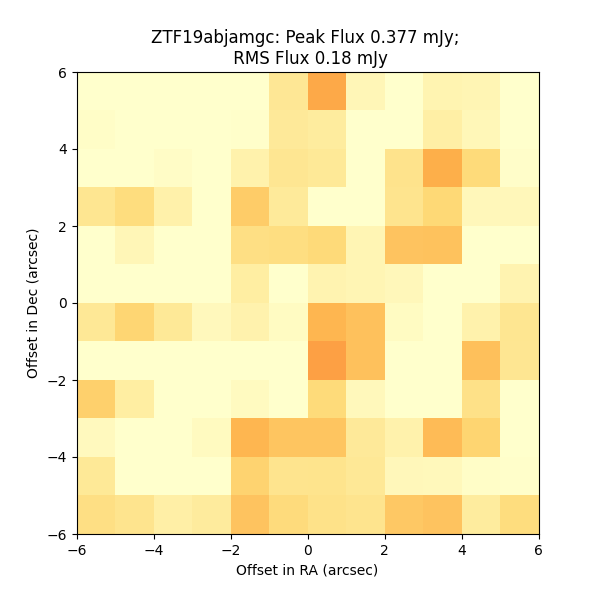 ZTF19abjamgc: Peak Flux 0.377 mJy;
RMS Flux 0.18 mJy
6
4
2
0
−2
−4
−6
Offset in Dec (arcsec)
−6 −4 −2 0 2 4 6
Offset in RA (arcsec)